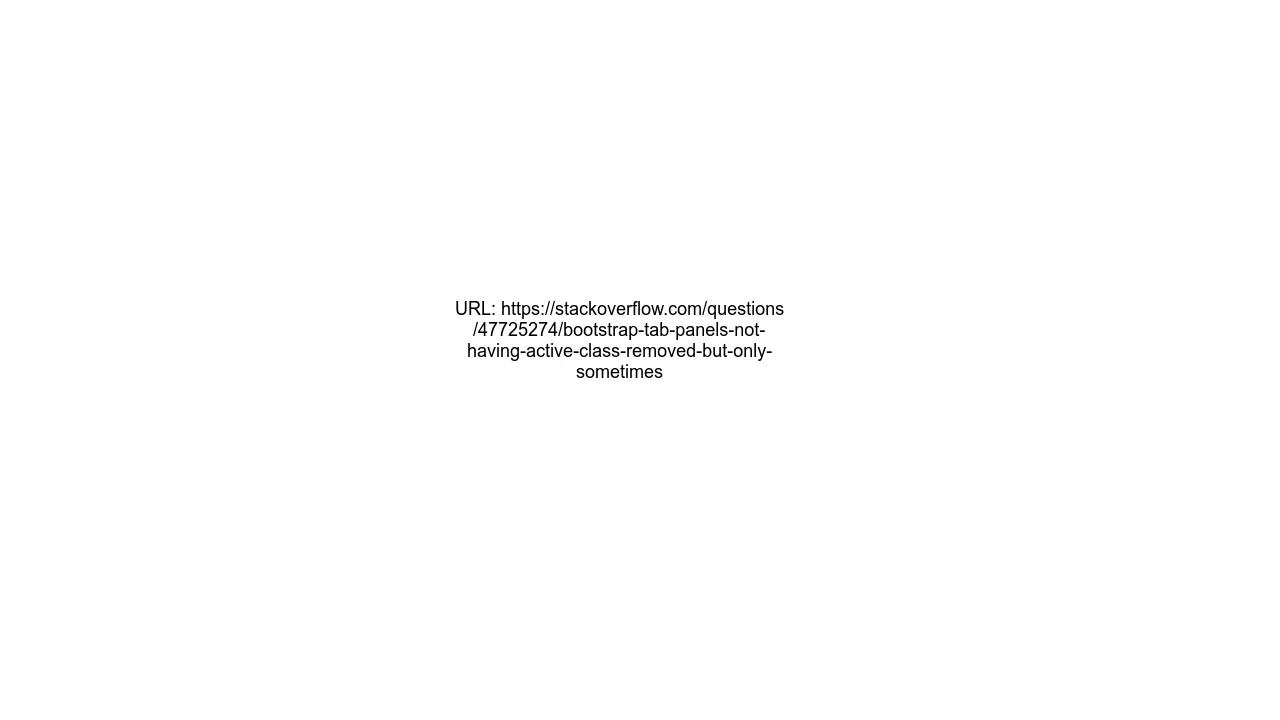 URL: https://stackoverflow.com/questions
/47725274/bootstrap-tab-panels-not-
having-active-class-removed-but-only-
sometimes